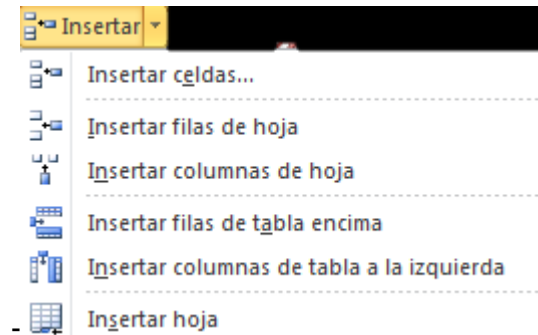 Insertar
Insertar celdas...
Insertar filas de hoja
Insertar columnas de hoja
Insertar filas de tabla encima
Insertar columnas de tabla a la izquierda
- Insertar hoja